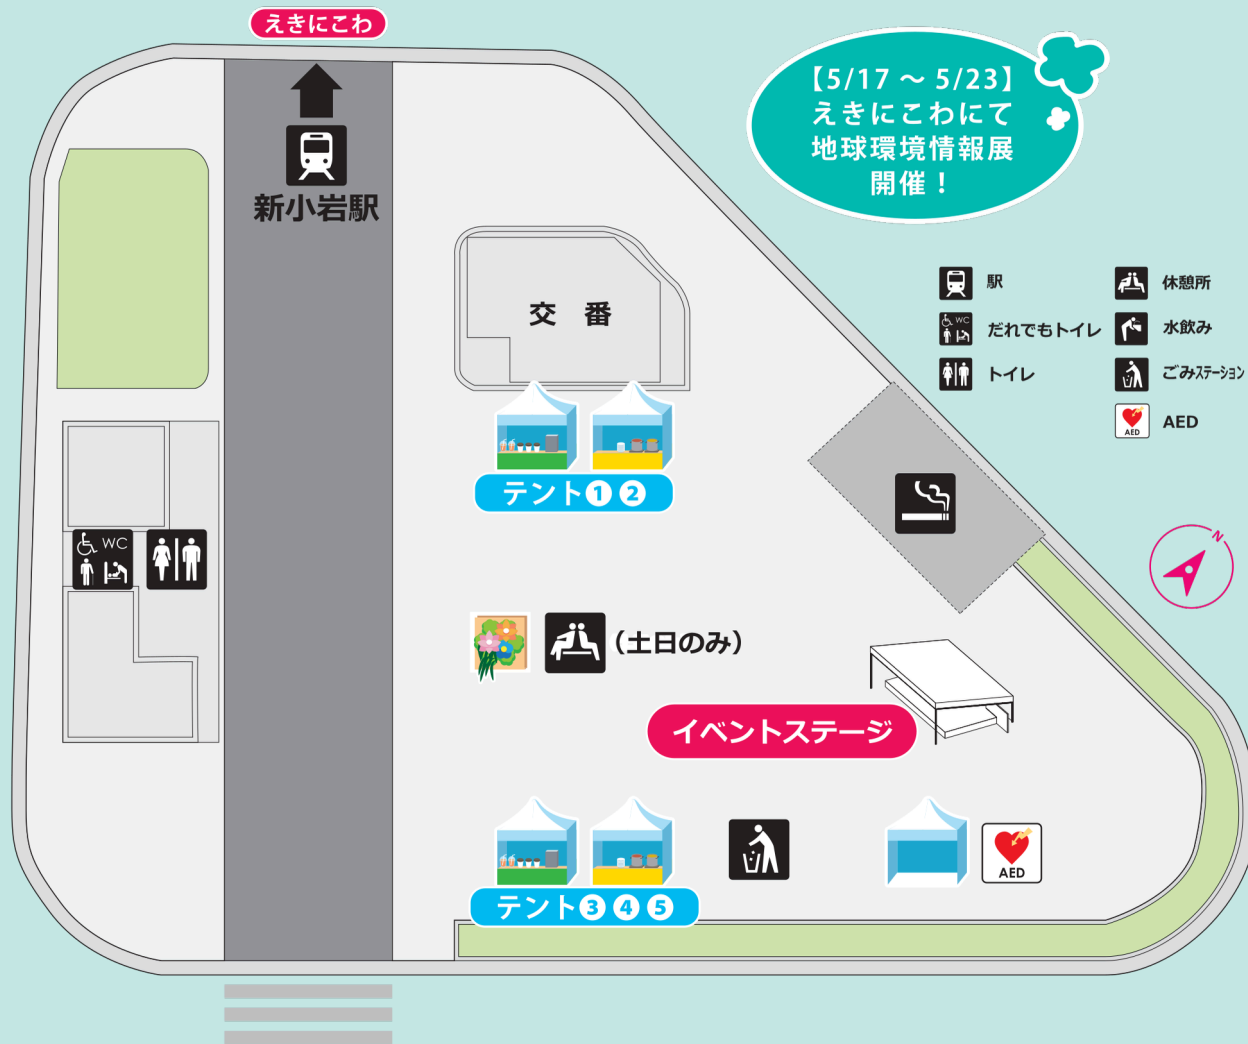 えきにこわ
【5/17 ～ 5/23】
えきにこわにて
地球環境情報展
開催！
新小岩駅
駅
休憩所
WC
だれでもトイレ
水飲み
トイレ
ごみステーション
AED
AED
交 番
テント❶❷
WC
N
(土日のみ)
イベントステージ
AED
テント❸❹❺